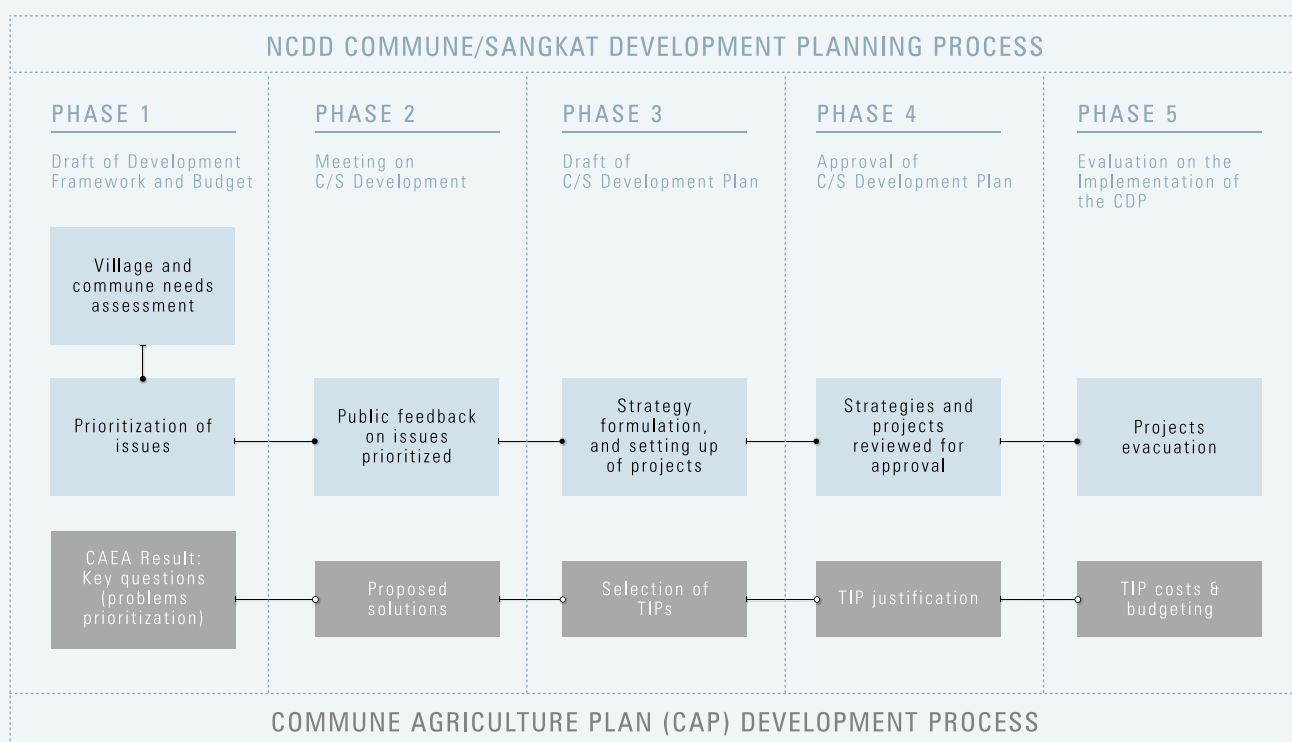 NCDD COMMUNE/SANGKAT DEVELOPMENT PLANNING PROCESS
PHASE 1
Draft of Development
Framework and Budget
PHASE 2
Meeting on
C/S Development
PHASE 3
Draft of
C/S Development Plan
PHASE 4
Approval of
C/S Development Plan
PHASE 5
Evaluation on the
Implementation of
the CDP
Village and
commune needs
assessment
Prioritization of
issues
Public feedback
on issues
prioritized
Strategy
formulation,
and setting up
of projects
Strategies and
projects
reviewed for
approval
Projects
evacuation
CAEA Result:
Key questions
(problems
prioritization)
Proposed
solutions
Selection of
TIPs
TIP justification
TIP costs &
budgeting
COMMUNE AGRICULTURE PLAN (CAP) DEVELOPMENT PROCESS